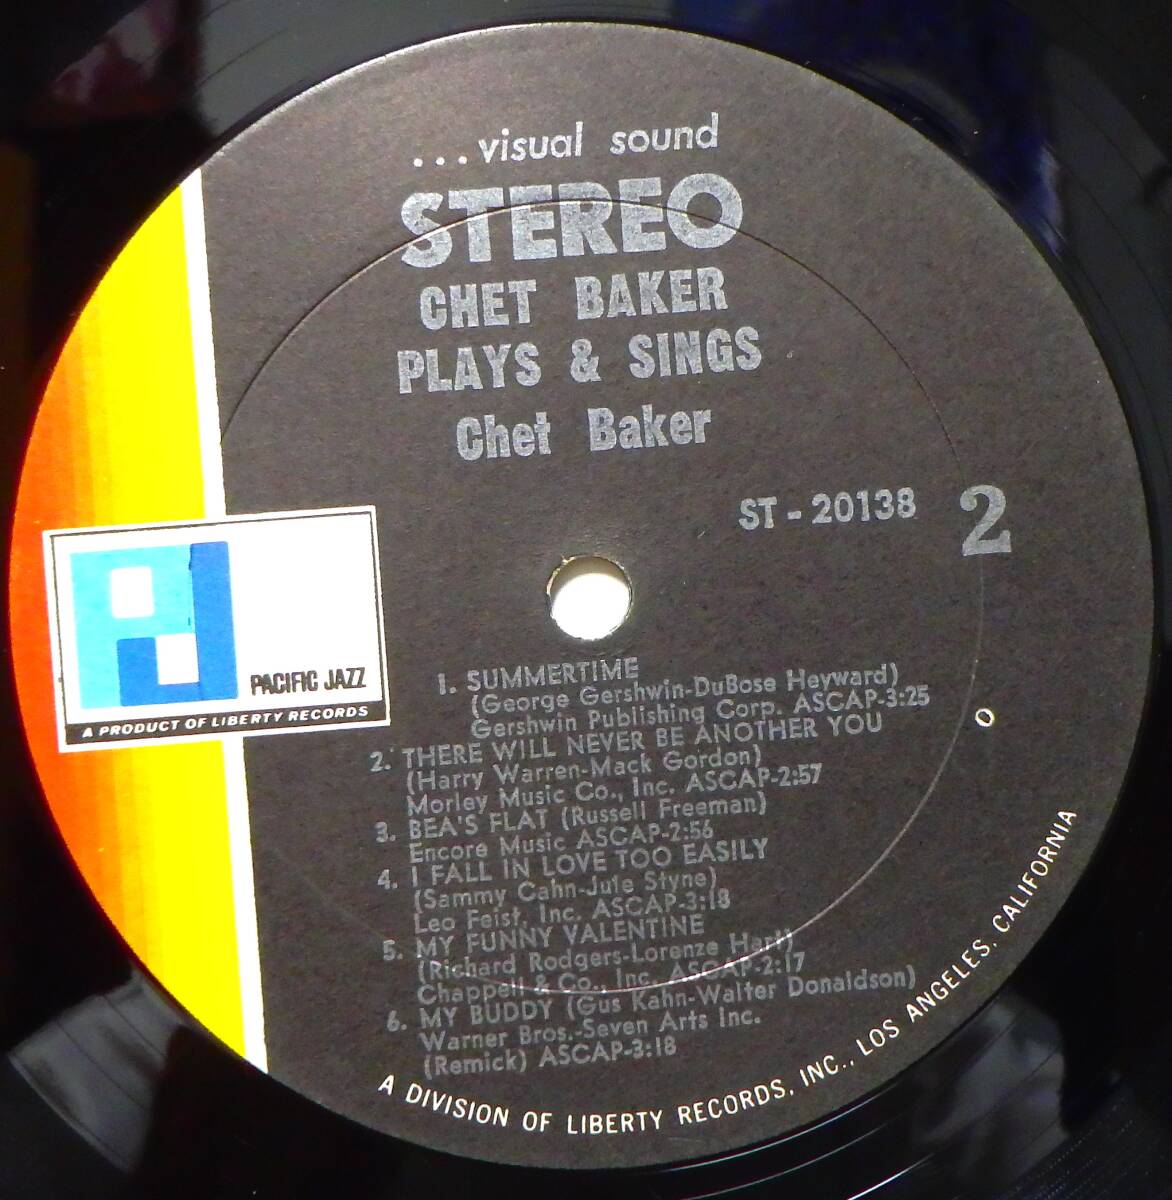 ...visual sound
STEREO
CHET BAKER
PLAYS & SINGS
Chet Baker
ST-20138 2
PACIFIC JAZZ
A PRODUCT OF LIBERTY RECORDS
1. SUMMERTIME
(George Gershwin-DuBose Heyward)
Gershwin Publishing Corp. ASCAP-3:25
2. THERE WILL NEVER BE ANOTHER YOU
(Harry Warren-Mack Gordon)
Morley Music Co., Inc. ASCAP-2:57
3. BEA'S FLAT (Russell Freeman)
Encore Music ASCAP-2:56
4. I FALL IN LOVE TOO EASILY
(Sammy Cahn-Jule Styne)
Leo Feist, Inc. ASCAP-3:18
5. MY FUNNY VALENTINE
(Richard Rodgers-Lorenze Hart)
Chappell & Co., Inc. ASCAP-2:17
6. MY BUDDY (Gus Kahn-Walter Donaldson)
Warner Bros.-Seven Arts Inc.
(Remick) ASCAP-3:18
O
A DIVISION OF LIBERTY RECORDS, INC., LOS ANGELES, CALIFORNIA